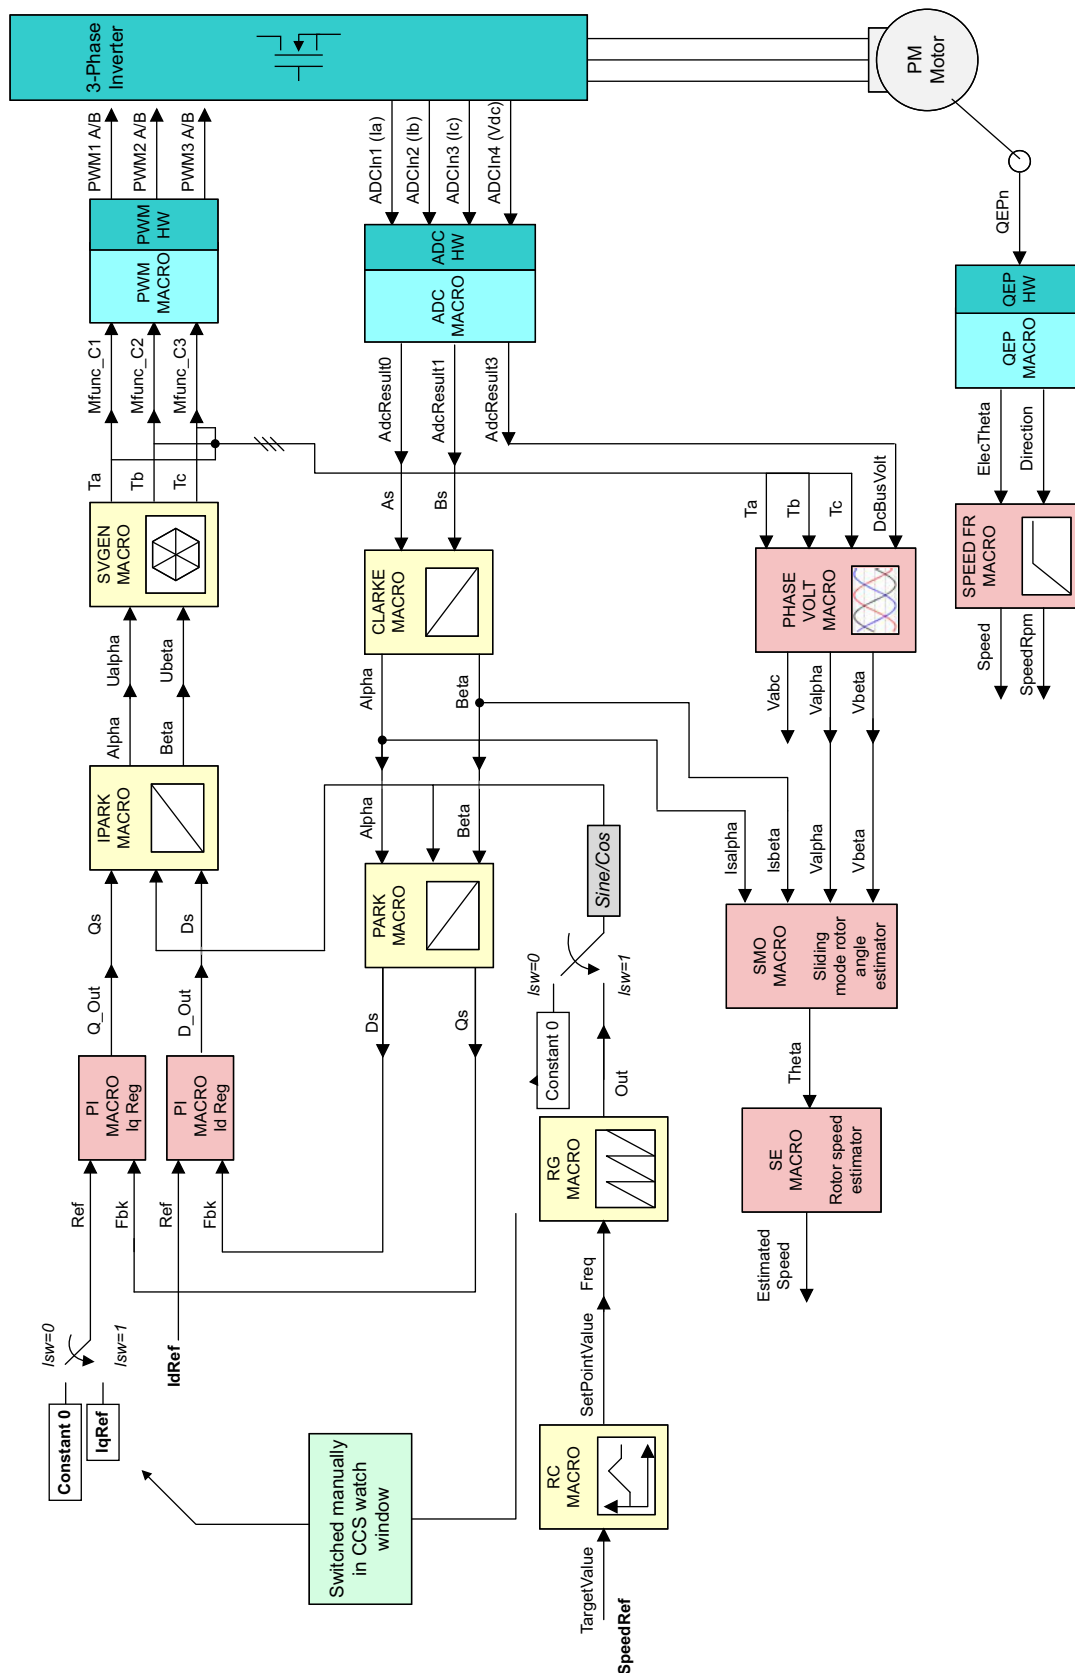 Constant 0
IqRef
Isw=0
Isw=1
IdRef
Ref
Fbk
Ref
Fbk
PI
MACRO
Iq Reg
PI
MACRO
Id Reg
Q_Out
D_Out
Qs
Ds
IPARK
MACRO
Alpha
Beta
Ualpha
Ubeta
SVGEN
MACRO
Ta
Tb
Tc
Mfunc_C1
Mfunc_C2
Mfunc_C3
PWM
MACRO
PWM
HW
PWM1 A/B
PWM2 A/B
PWM3 A/B
3-Phase
Inverter
Switched manually
in CCS watch
window
Ds
Qs
PARK
MACRO
Alpha
Beta
Alpha
Beta
CLARKE
MACRO
As
Bs
AdcResult0
AdcResult1
AdcResult3
ADC
MACRO
ADC
HW
ADCIn1 (Ia)
ADCIn2 (Ib)
ADCIn3 (Ic)
ADCIn4 (Vdc)
SpeedRef
TargetValue
RC
MACRO
SetPointValue
Freq
RG
MACRO
Out
Constant 0
Isw=0
Isw=1
Sine/Cos
Estimated
Speed
SE
MACRO
Rotor speed
estimator
Theta
SMO
MACRO
Sliding
mode rotor
angle
estimator
Isalpha
Isbeta
Valpha
Vbeta
Vabc
Valpha
Vbeta
PHASE
VOLT
MACRO
Ta
Tb
Tc
DcBusVolt
Speed
SpeedRpm
SPEED FR
MACRO
ElecTheta
Direction
QEP
MACRO
QEP
HW
QEPn
PM
Motor